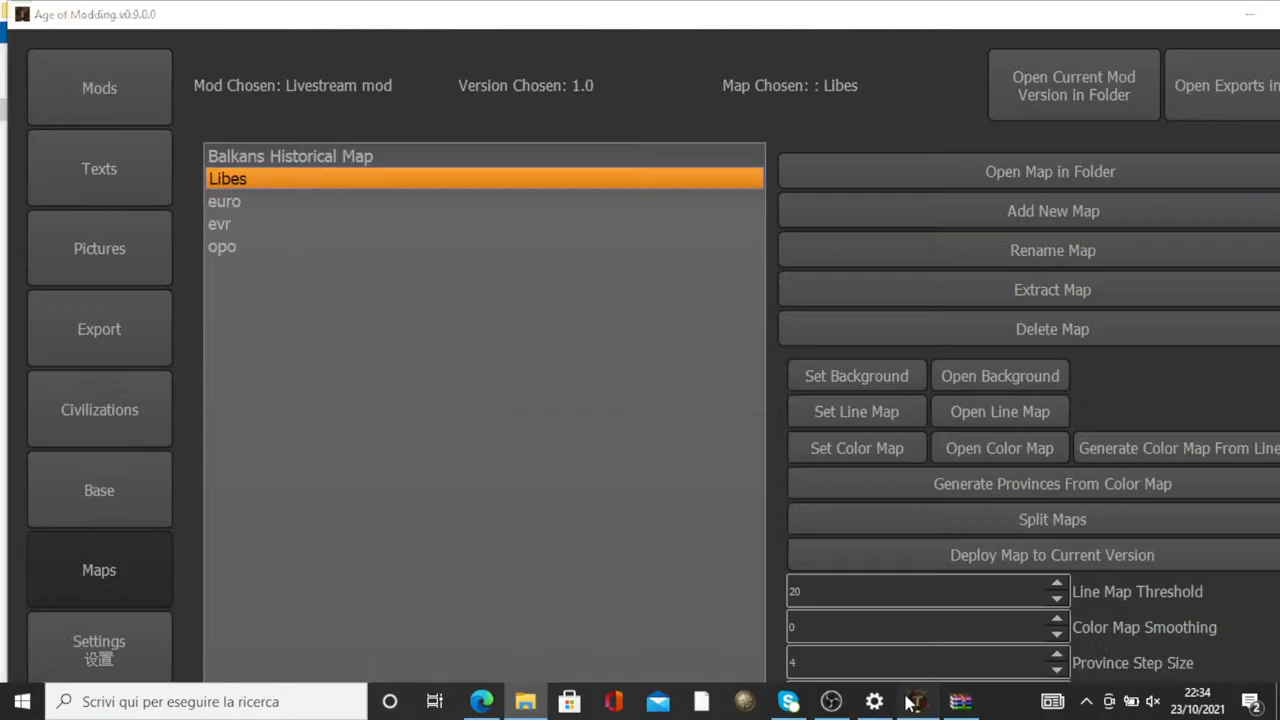 Age of Modding.v0.9.0.0
Mods
Mod Chosen: Livestream mod
Version Chosen: 1.0
Map Chosen: : Libes
Open Current Mod
Version in Folder
Open Exports in
Texts
Pictures
Export
Civilizations
Base
Maps
Settings
设置
Balkans Historical Map
Libes
euro
evr
opo
Open Map in Folder
Add New Map
Rename Map
Extract Map
Delete Map
Set Background
Open Background
Set Line Map
Open Line Map
Set Color Map
Open Color Map
Generate Color Map From Line
Generate Provinces From Color Map
Split Maps
Deploy Map to Current Version
20
Line Map Threshold
0
Color Map Smoothing
4
Province Step Size
Scrivi qui per eseguire la ricerca
22:34
23/10/2021
2